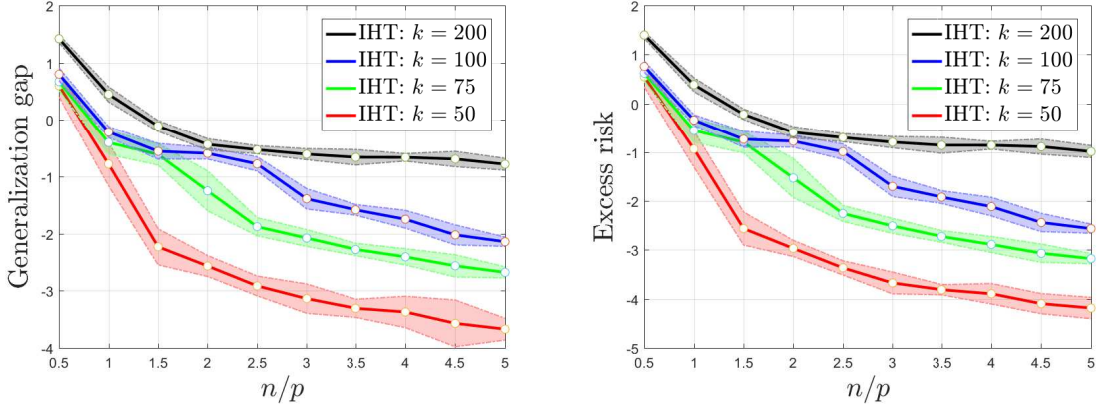 Generalization gap
2
1
0
-1
-2
-3
-4
0.5 1 1.5 2 2.5 3 3.5 4 4.5 5
n/p
IHT: k = 200
IHT: k = 100
IHT: k = 75
IHT: k = 50
Excess risk
2
1
0
-1
-2
-3
-4
-5
0.5 1 1.5 2 2.5 3 3.5 4 4.5 5
n/p
IHT: k = 200
IHT: k = 100
IHT: k = 75
IHT: k = 50